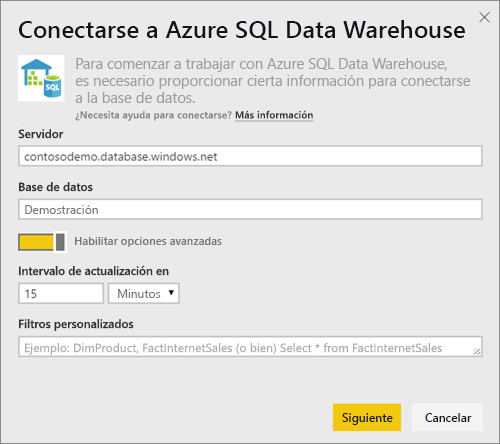 Conectarse a Azure SQL Data Warehouse
SQL
Para comenzar a trabajar con Azure SQL Data Warehouse,
es necesario proporcionar cierta información para conectarse
a la base de datos.
¿Necesita ayuda para conectarse? Más información
Servidor
contosodemo.database.windows.net
Base de datos
Demostración
Habilitar opciones avanzadas
Intervalo de actualización en
15 Minutos
Filtros personalizados
Ejemplo: DimProduct, FactInternetSales (o bien) Select * from FactInternetSales
Siguiente Cancelar